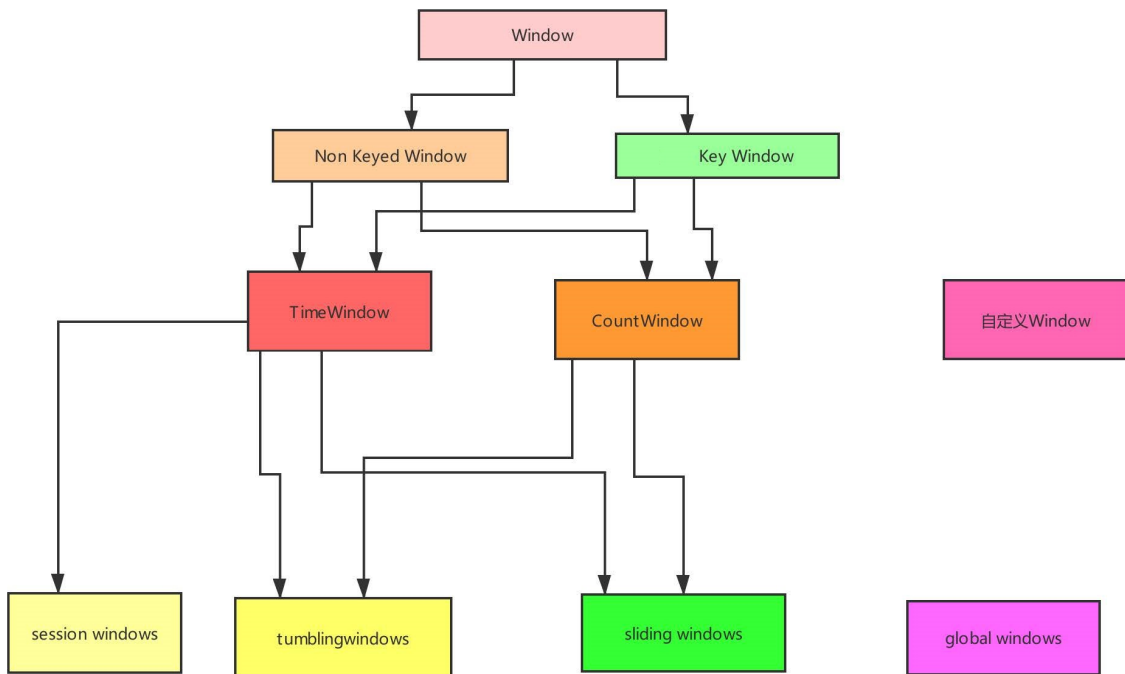 Window
Non Keyed Window
Key Window
TimeWindow
CountWindow
自定义Window
session windows
tumblingwindows
sliding windows
global windows